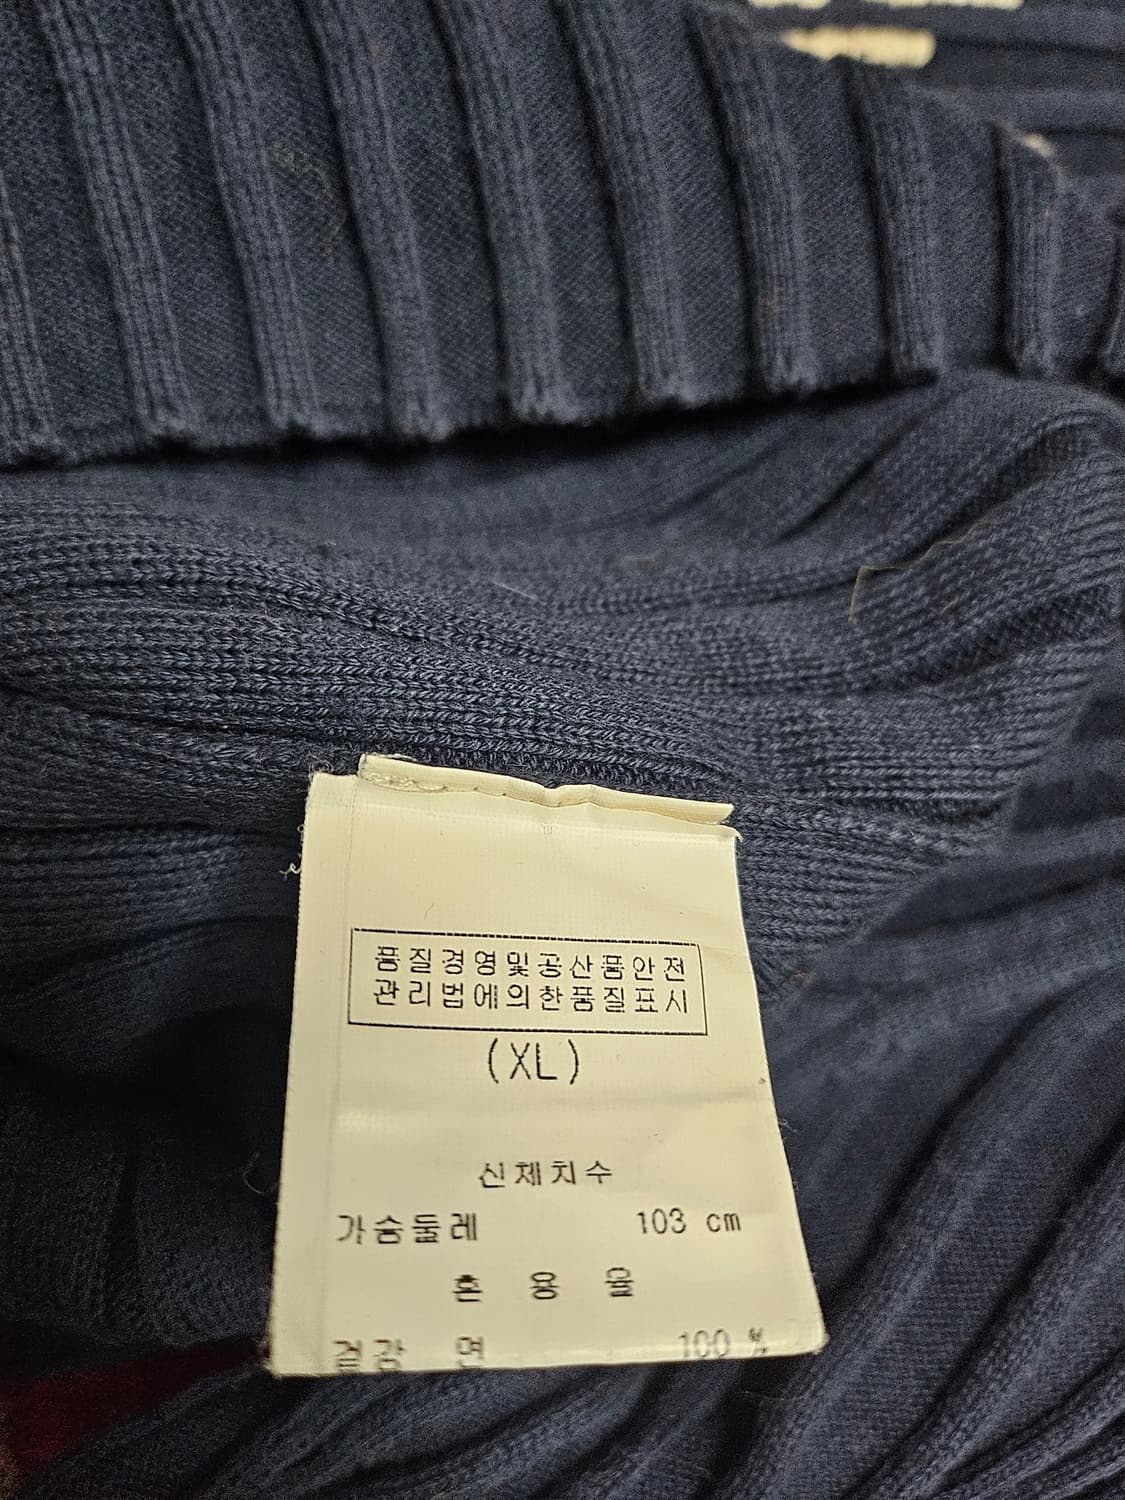 품질경영및공산품안전
관리법에의한품질표시
(XL)
신체치수
가슴둘레 103 cm
혼 용 율
겉감 면 100 %